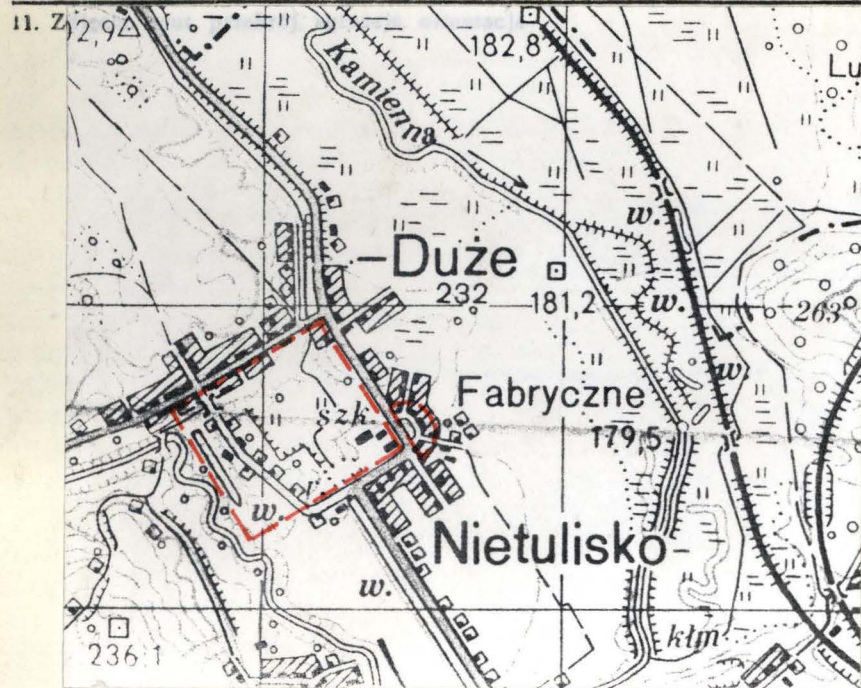 11. Z
2,9
182,8
Lu
Kamienna
w.
-Duże
232
181,2
w.
263
w.
Fabryczne
szk.
179,5
w.
Nietulisko-
w.
kłm
236,1